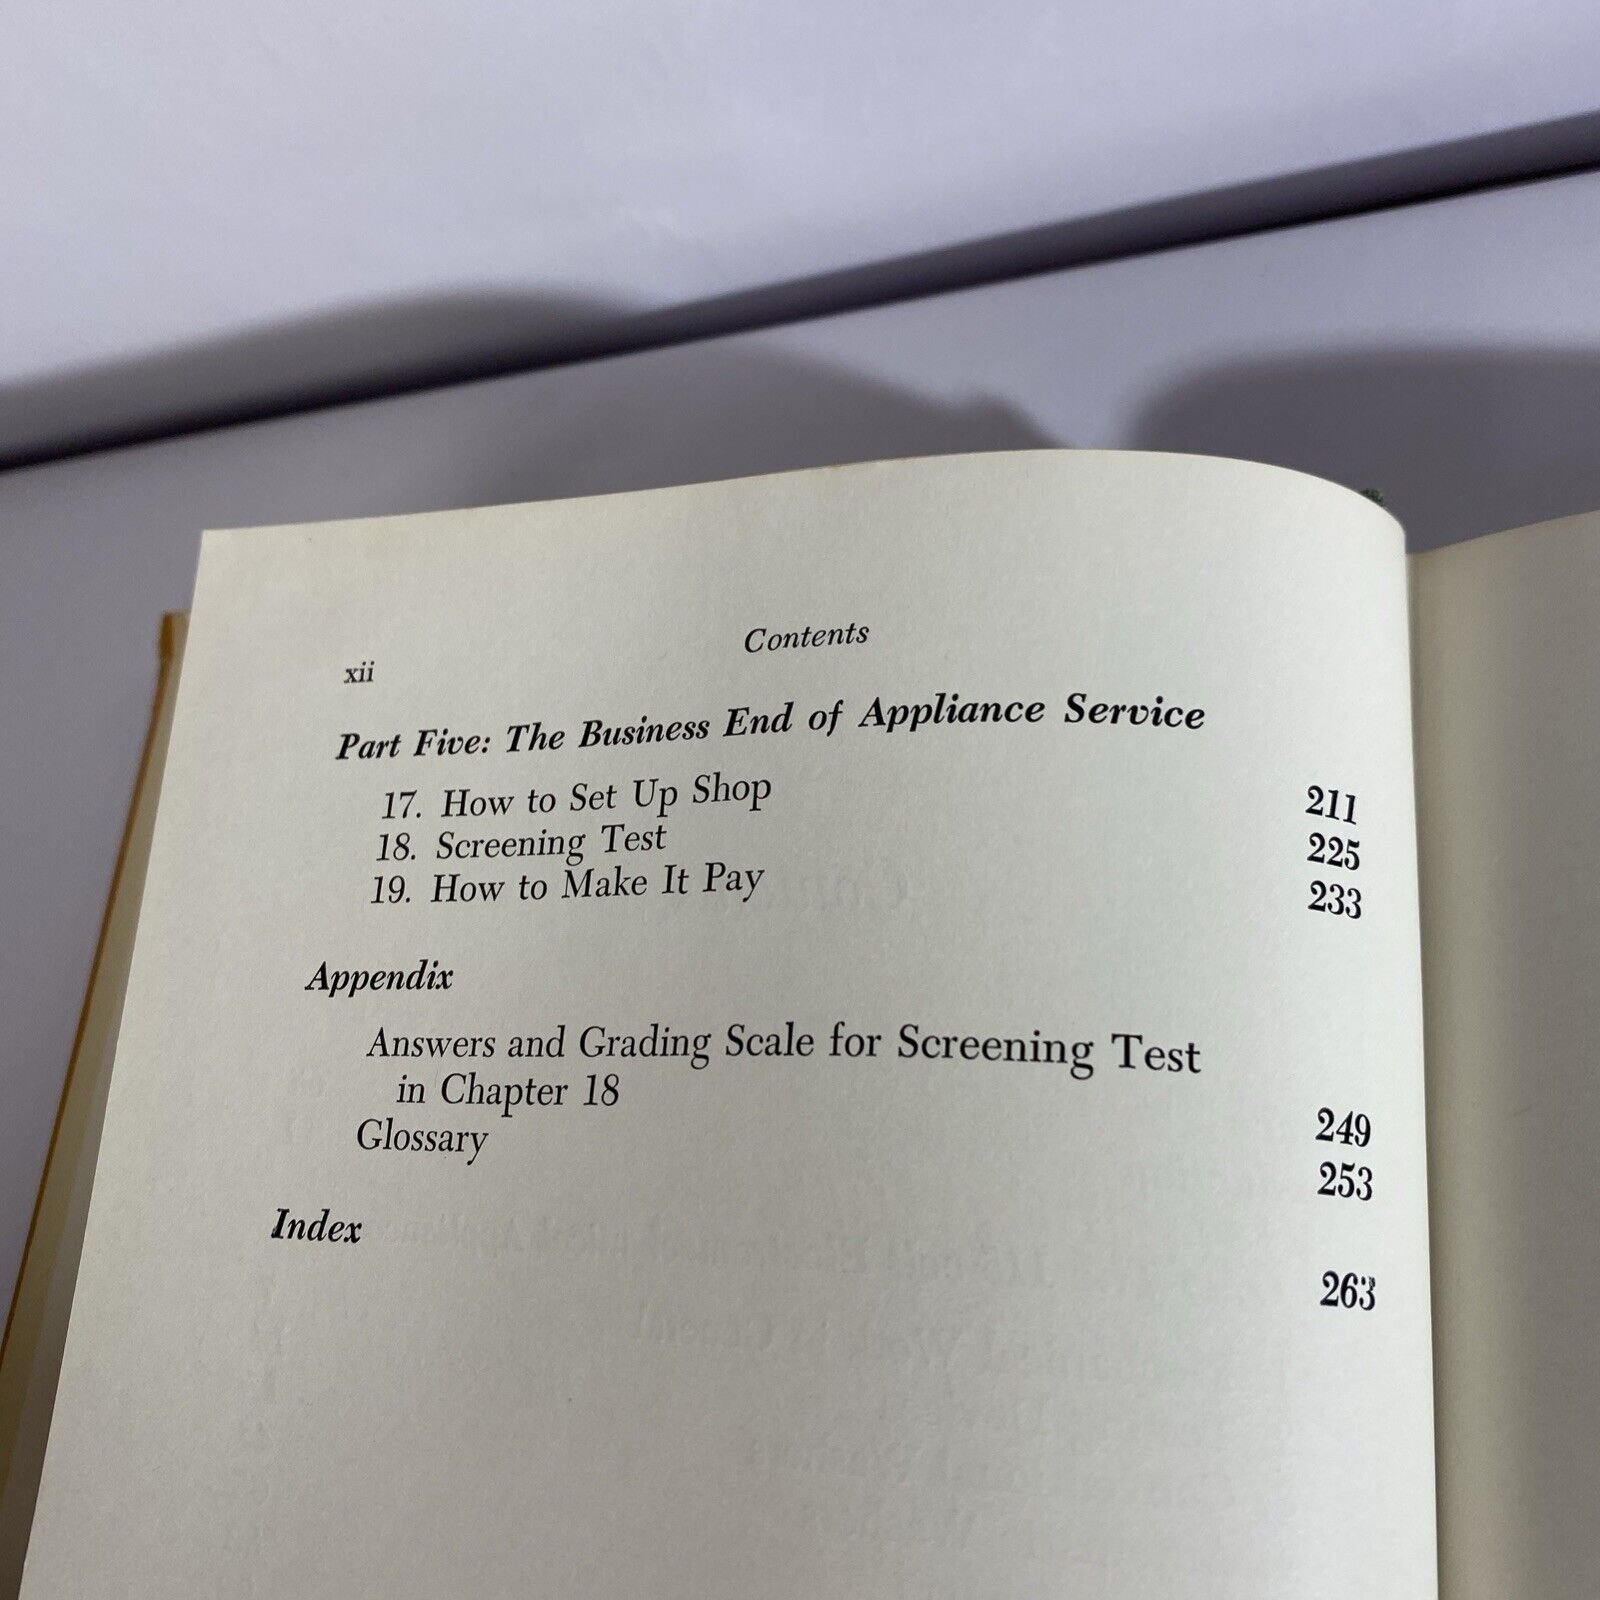 xii
Contents
Part Five: The Business End of Appliance Service
17. How to Set Up Shop 211
18. Screening Test 225
19. How to Make It Pay 233
Appendix
Answers and Grading Scale for Screening Test
in Chapter 18 249
Glossary 253
Index 263